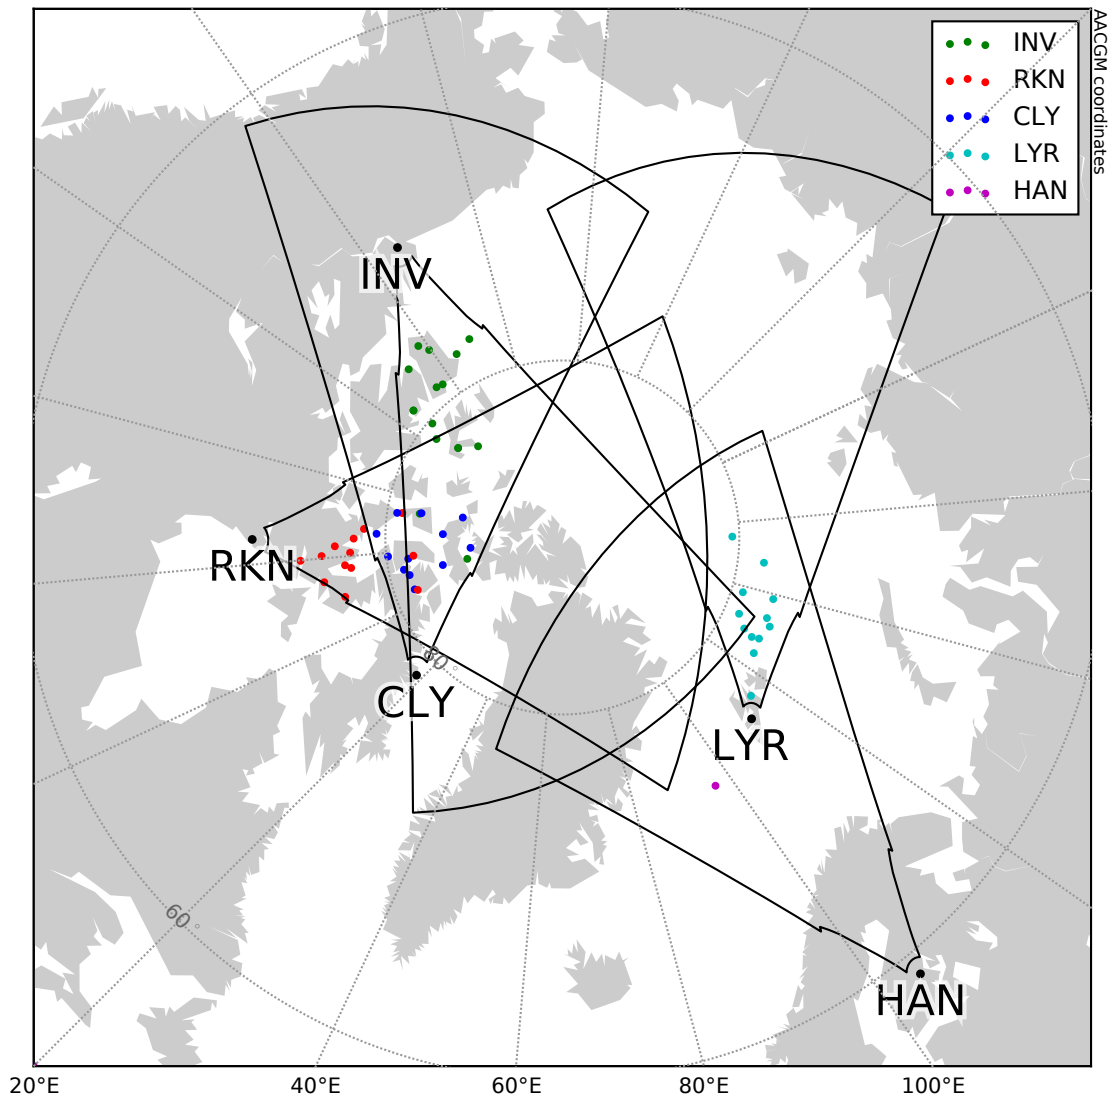 INV
RKN
CLY
LYR
HAN
AACGM coordinates
INV
RKN
80°
CLY
LYR
60°
HAN
20°E
40°E
60°E
80°E
100°E